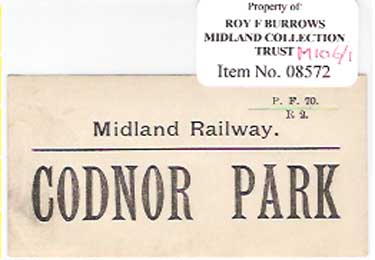 Property of
ROY F BURROWS
MIDLAND COLLECTION
TRUST M106/1
Item No. 08572
P. F. 70.
R 2.
Midland Railway.
CODNOR PARK